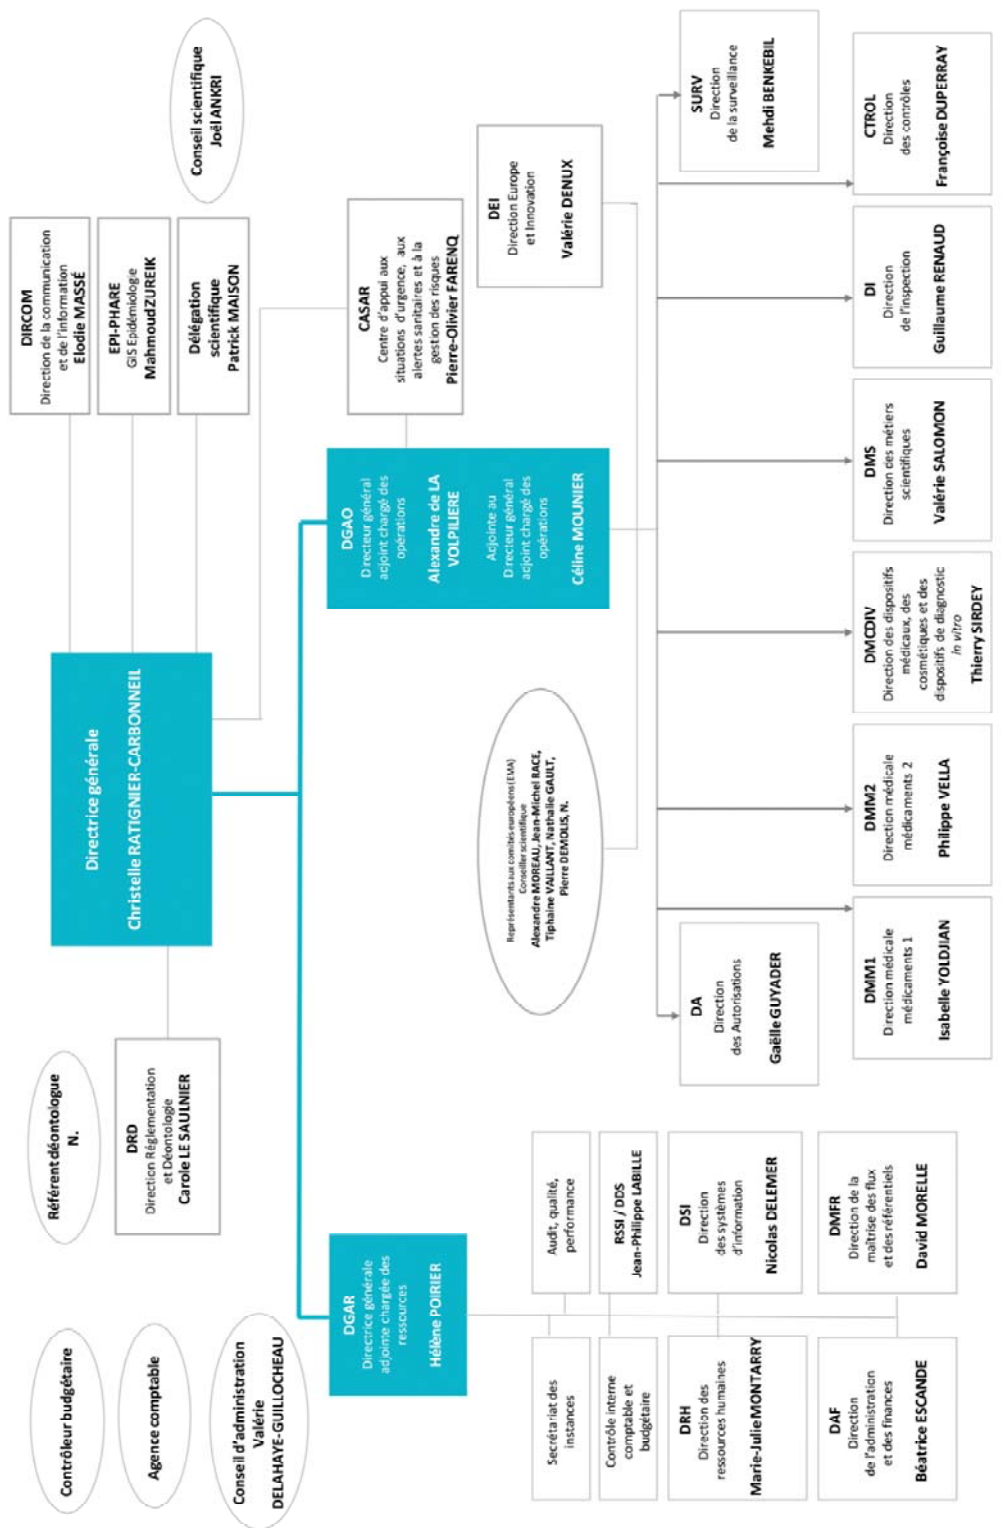 Contrôleur budgétaire
Agence comptable
Conseil d'administration
Valérie
DELAHAYE-GUILLOCHEAU
Référent déontologue
N.
Directrice générale
Christelle RATIGNIER-CARBONNEIL
DIRCOM
Direction de la communication
et de l'information
Elodie MASSÉ
EPI-PHARE
GIS Epidémiologie
Mahmoud ZUREIK
Délégation
scientifique
Patrick MAISON
Conseil scientifique
Joël ANKRI
DRD
Direction Réglementation
et Déontologie
Carole LE SAULNIER
DGAR
Directrice générale
adjointe chargée des
ressources
Hélène POIRIER
DGAO
Directeur général
adjoint chargé des
opérations
Alexandre de LA
VOLPILIERE
Adjointe au
Directeur général
adjoint chargé des
opérations
Céline MOUNIER
CASAR
Centre d'appui aux
situations d'urgence, aux
alertes sanitaires et à la
gestion des risques
Pierre-Olivier FARENQ
Représentants aux comités européens (EMA)
Conseiller scientifique
Alexandre MOREAU, Jean-Michel RACE,
Tiphaine VAILLANT, Nathalie GAULT,
Pierre DEMOLIS, N.
DEI
Direction Europe
et Innovation
Valérie DENUX
Secrétariat des
instances
Audit, qualité,
performance
Contrôle interne
comptable et
budgétaire
RSSI / DDS
Jean-Philippe LABILLE
DRH
Direction des
ressources humaines
Marie-Julie MONTARRY
DSI
Direction
des systèmes
d'information
Nicolas DELEMER
DAF
Direction
de l'administration
et des finances
Béatrice ESCANDE
DMFR
Direction de la
maîtrise des flux
et des référentiels
David MORELLE
DA
Direction
des Autorisations
Gaëlle GUYADER
SURV
Direction
de la surveillance
Mehdi BENKEBIL
DMM1
Direction médicale
médicaments 1
Isabelle YOLDJIAN
DMM2
Direction médicale
médicaments 2
Philippe VELLA
DMCDIV
Direction des dispositifs
médicaux, des
cosmétiques et des
dispositifs de diagnostic
in vitro
Thierry SIRDEY
DMS
Direction des métiers
scientifiques
Valérie SALOMON
DI
Direction
de l'inspection
Guillaume RENAUD
CTROL
Direction
des contrôles
Françoise DUPERRAY